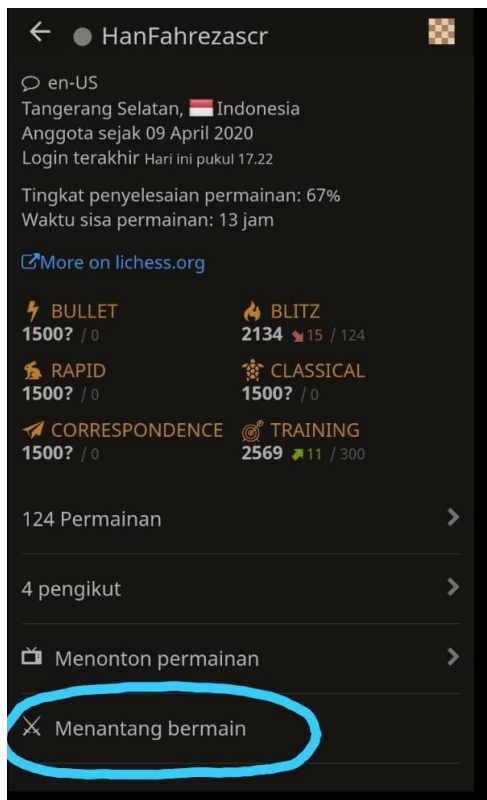 HanFahrezascr
en-US
Tangerang Selatan, Indonesia
Anggota sejak 09 April 2020
Login terakhir Hari ini pukul 17.22
Tingkat penyelesaian permainan: 67%
Waktu sisa permainan: 13 jam
More on lichess.org
BULLET
1500? / 0
BLITZ
2134 15 / 124
RAPID
1500? / 0
CLASSICAL
1500? / 0
CORRESPONDENCE
1500? / 0
TRAINING
2569 11 / 300
124 Permainan
4 pengikut
Menonton permainan
Menantang bermain